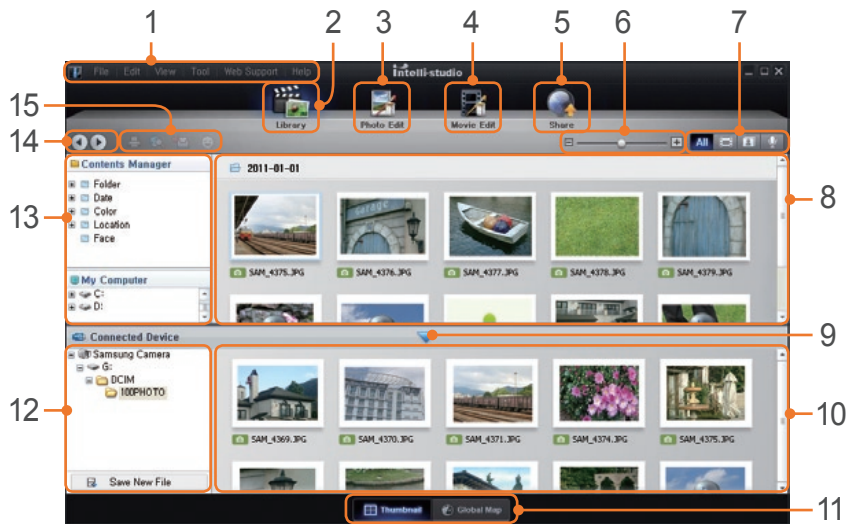 1 2 3 4 5 6 7
File Edit View Tool Web Support Help
intelli-studio
Library Photo Edit Movie Edit Share
15
14
All
Contents Manager
2011-01-01
Folder
Date
Color
Location
Face
13
8
Garage
SAM_4375.JPG SAM_4376.JPG SAM_4377.JPG SAM_4378.JPG SAM_4379.JPG
My Computer
C:
D:
Connected Device
9
Samsung Camera
G:
DCIM
100PHOTO
12
10
SAM_4369.JPG SAM_4370.JPG SAM_4371.JPG SAM_4374.JPG SAM_4375.JPG
Save New File
Thumbnail Global Map
11